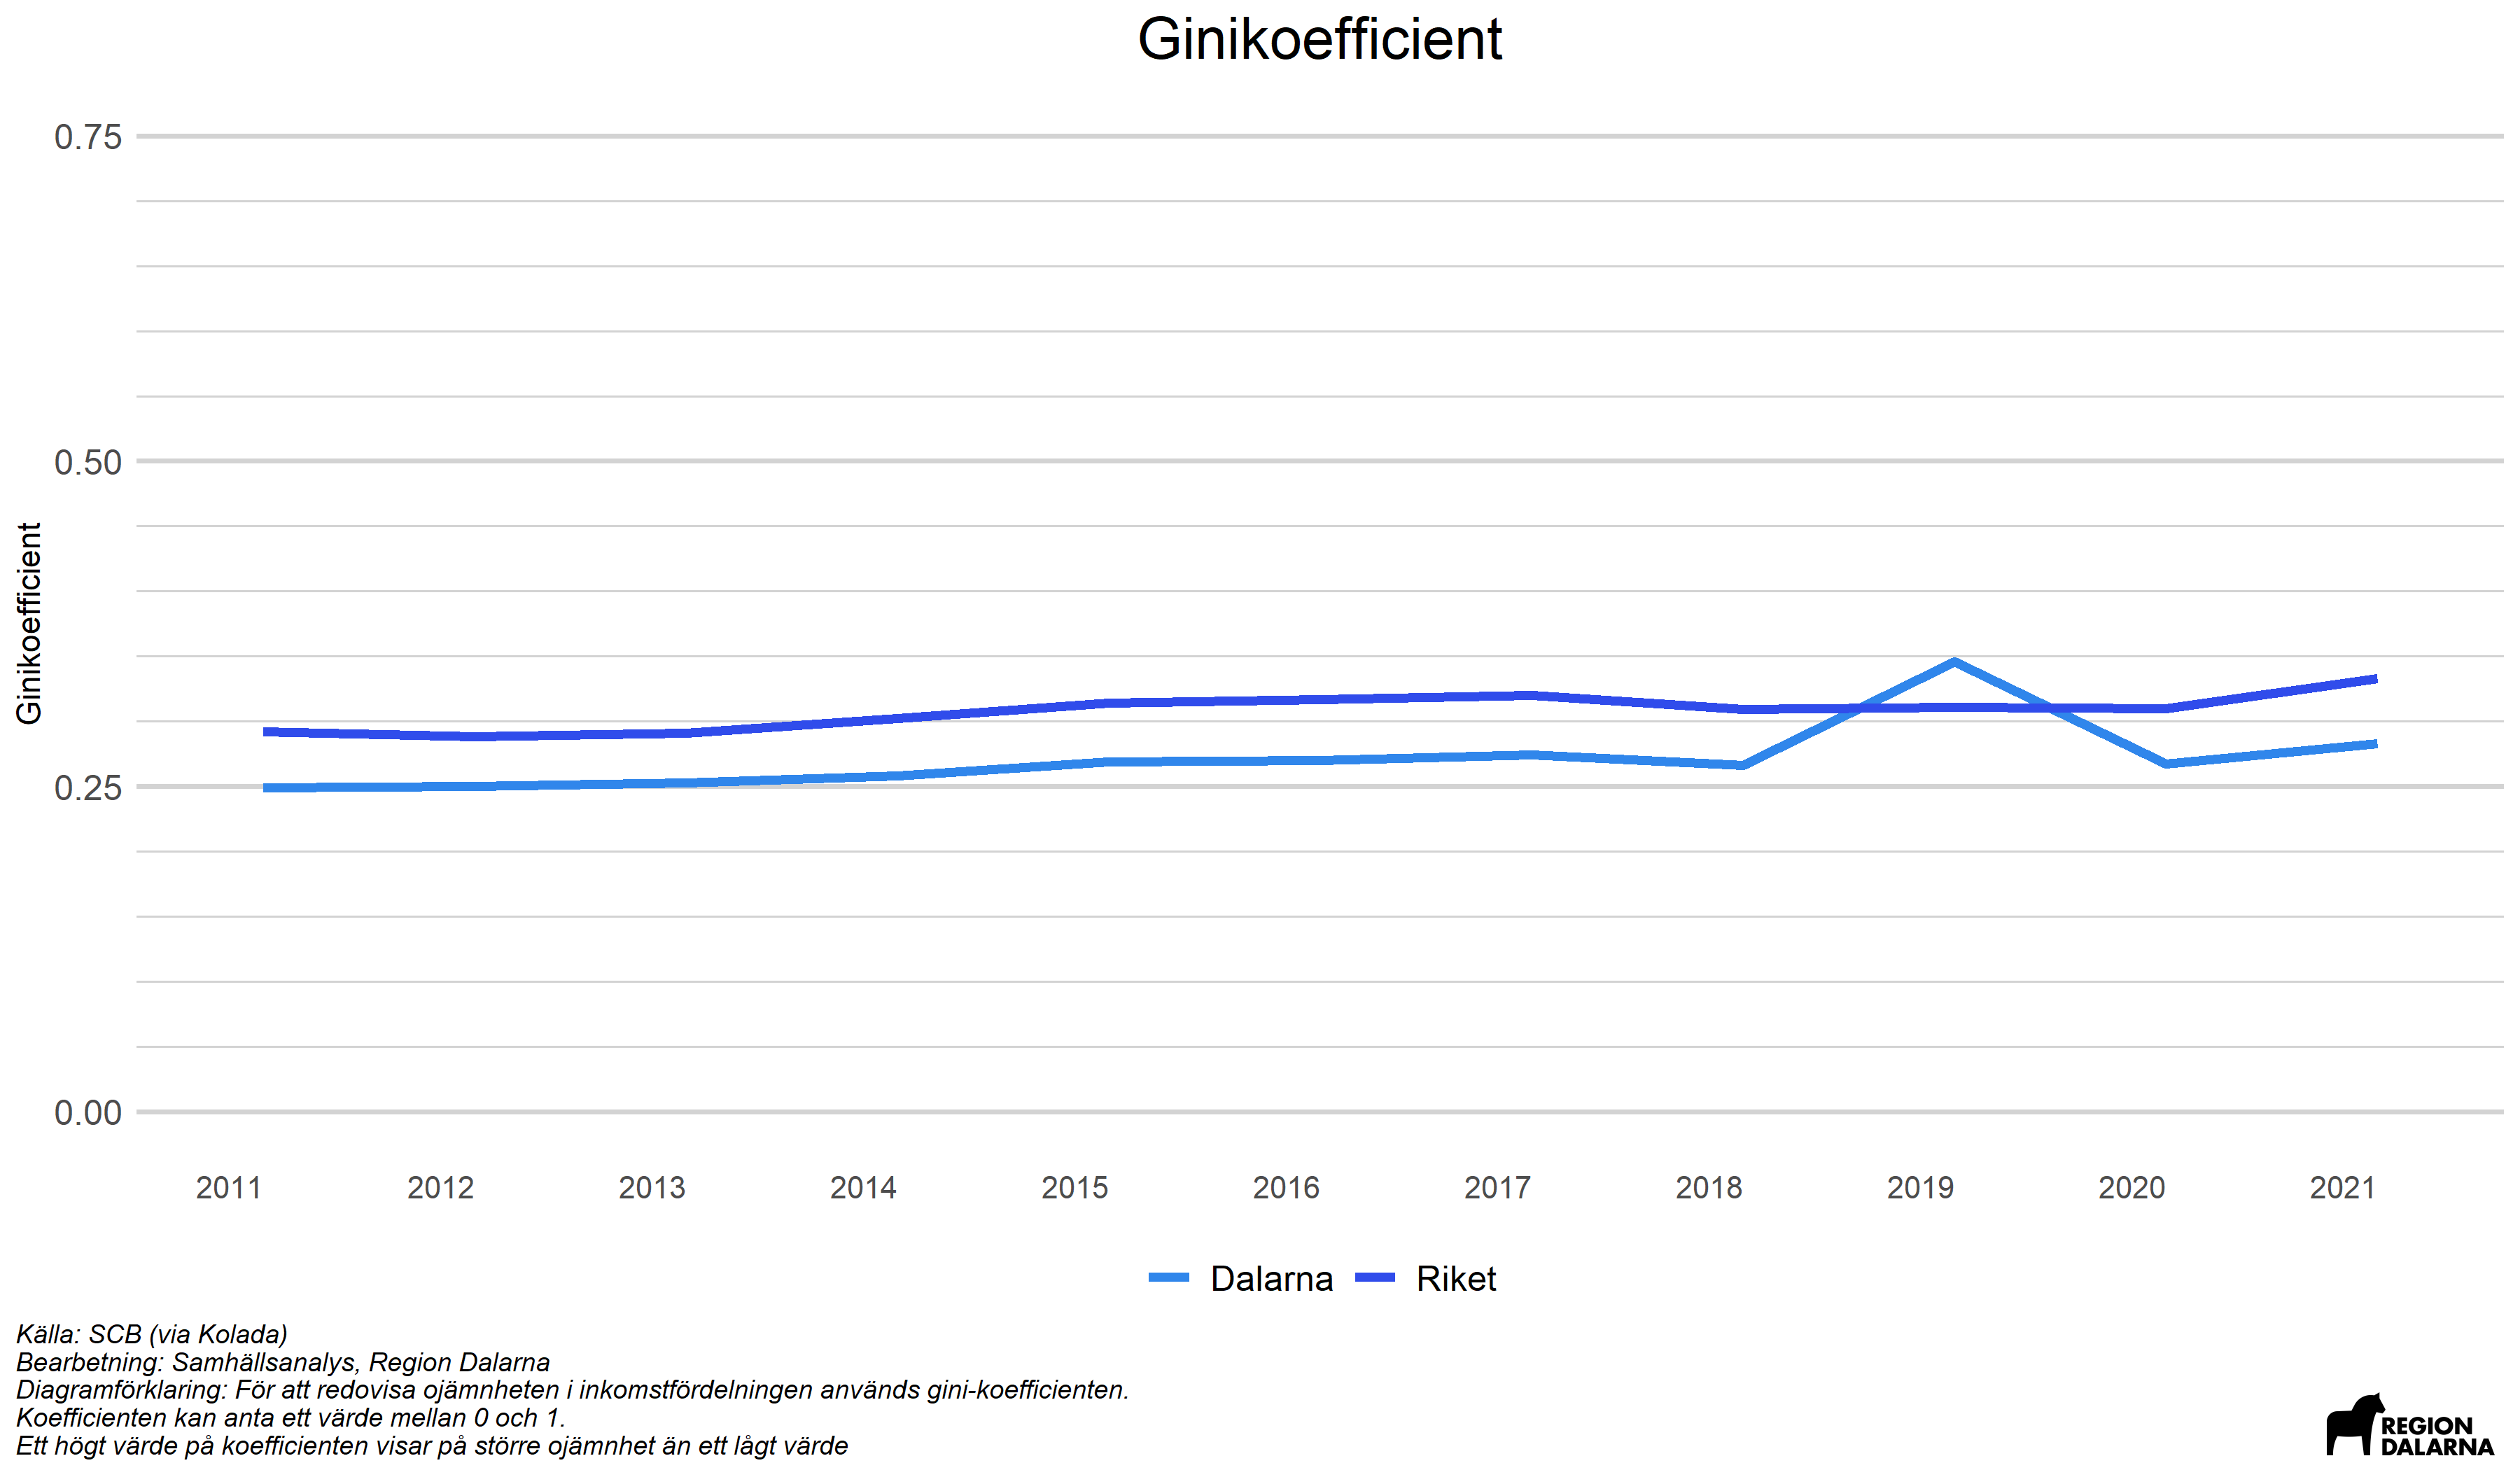 Ginikoefficient
0.75
0.50
0.25
0.00
Ginikoefficient
2011 2012 2013 2014 2015 2016 2017 2018 2019 2020 2021
Dalarna Riket
Källa: SCB (via Kolada)
Bearbetning: Samhällsanalys, Region Dalarna
Diagramförklaring: För att redovisa ojämnheten i inkomstfördelningen används gini-koefficienten.
Koefficienten kan anta ett värde mellan 0 och 1.
Ett högt värde på koefficienten visar på större ojämnhet än ett lågt värde
REGION
DALARNA